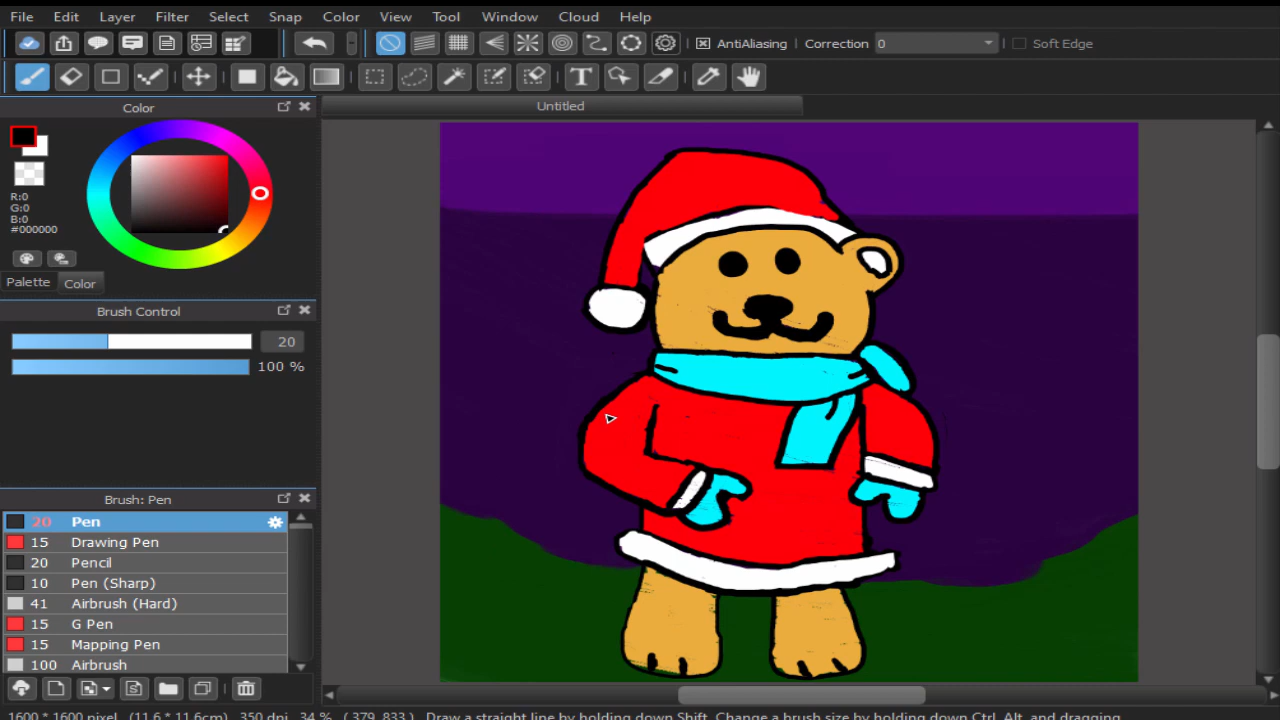 File Edit Layer Filter Select Snap Color View Tool Window Cloud Help
AntiAliasing Correction 0 Soft Edge
T
Color
Untitled
R:0
G:0
B:0
#000000
Palette Color
Brush Control
20
100 %
Brush: Pen
20 Pen
15 Drawing Pen
20 Pencil
10 Pen (Sharp)
41 Airbrush (Hard)
15 G Pen
15 Mapping Pen
100 Airbrush
1600 * 1600 pixel (11.6 * 11.6cm) 350 dpi 34 % ( 379, 833 ) Draw a straight line by holding down Shift, Change a brush size by holding down Ctrl, Alt, and dragging